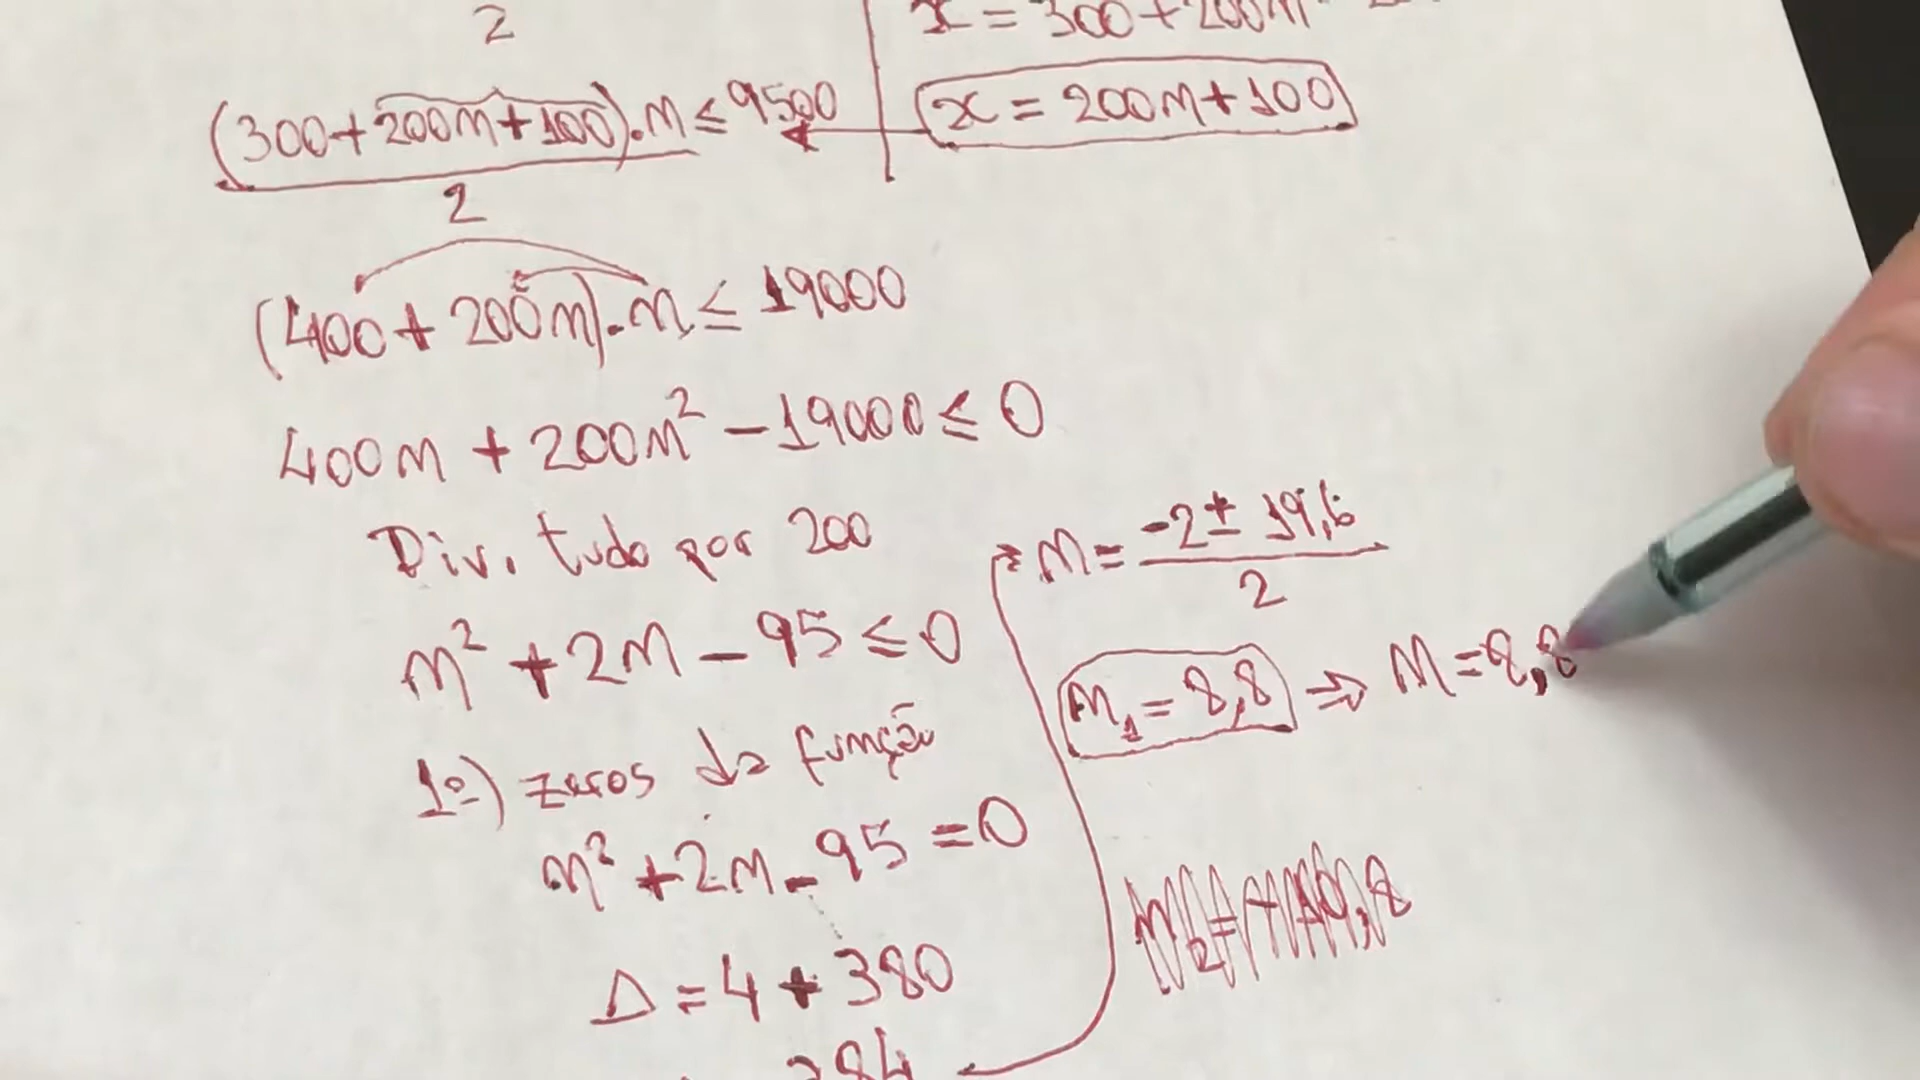 2
(300+200m+100).m ≤ 9500
2
(400+200m).m ≤ 19000
400m + 200m² - 19000 ≤ 0
Div. tudo por 200
m² + 2m - 95 ≤ 0
1º) zeros da função
m² + 2m - 95 = 0
Δ = 4 + 380
384
x = 300+200m
x = 200m+100
m = -2 ± 19,6
2
m₁ = 8,8 ⇒ m = 8,8